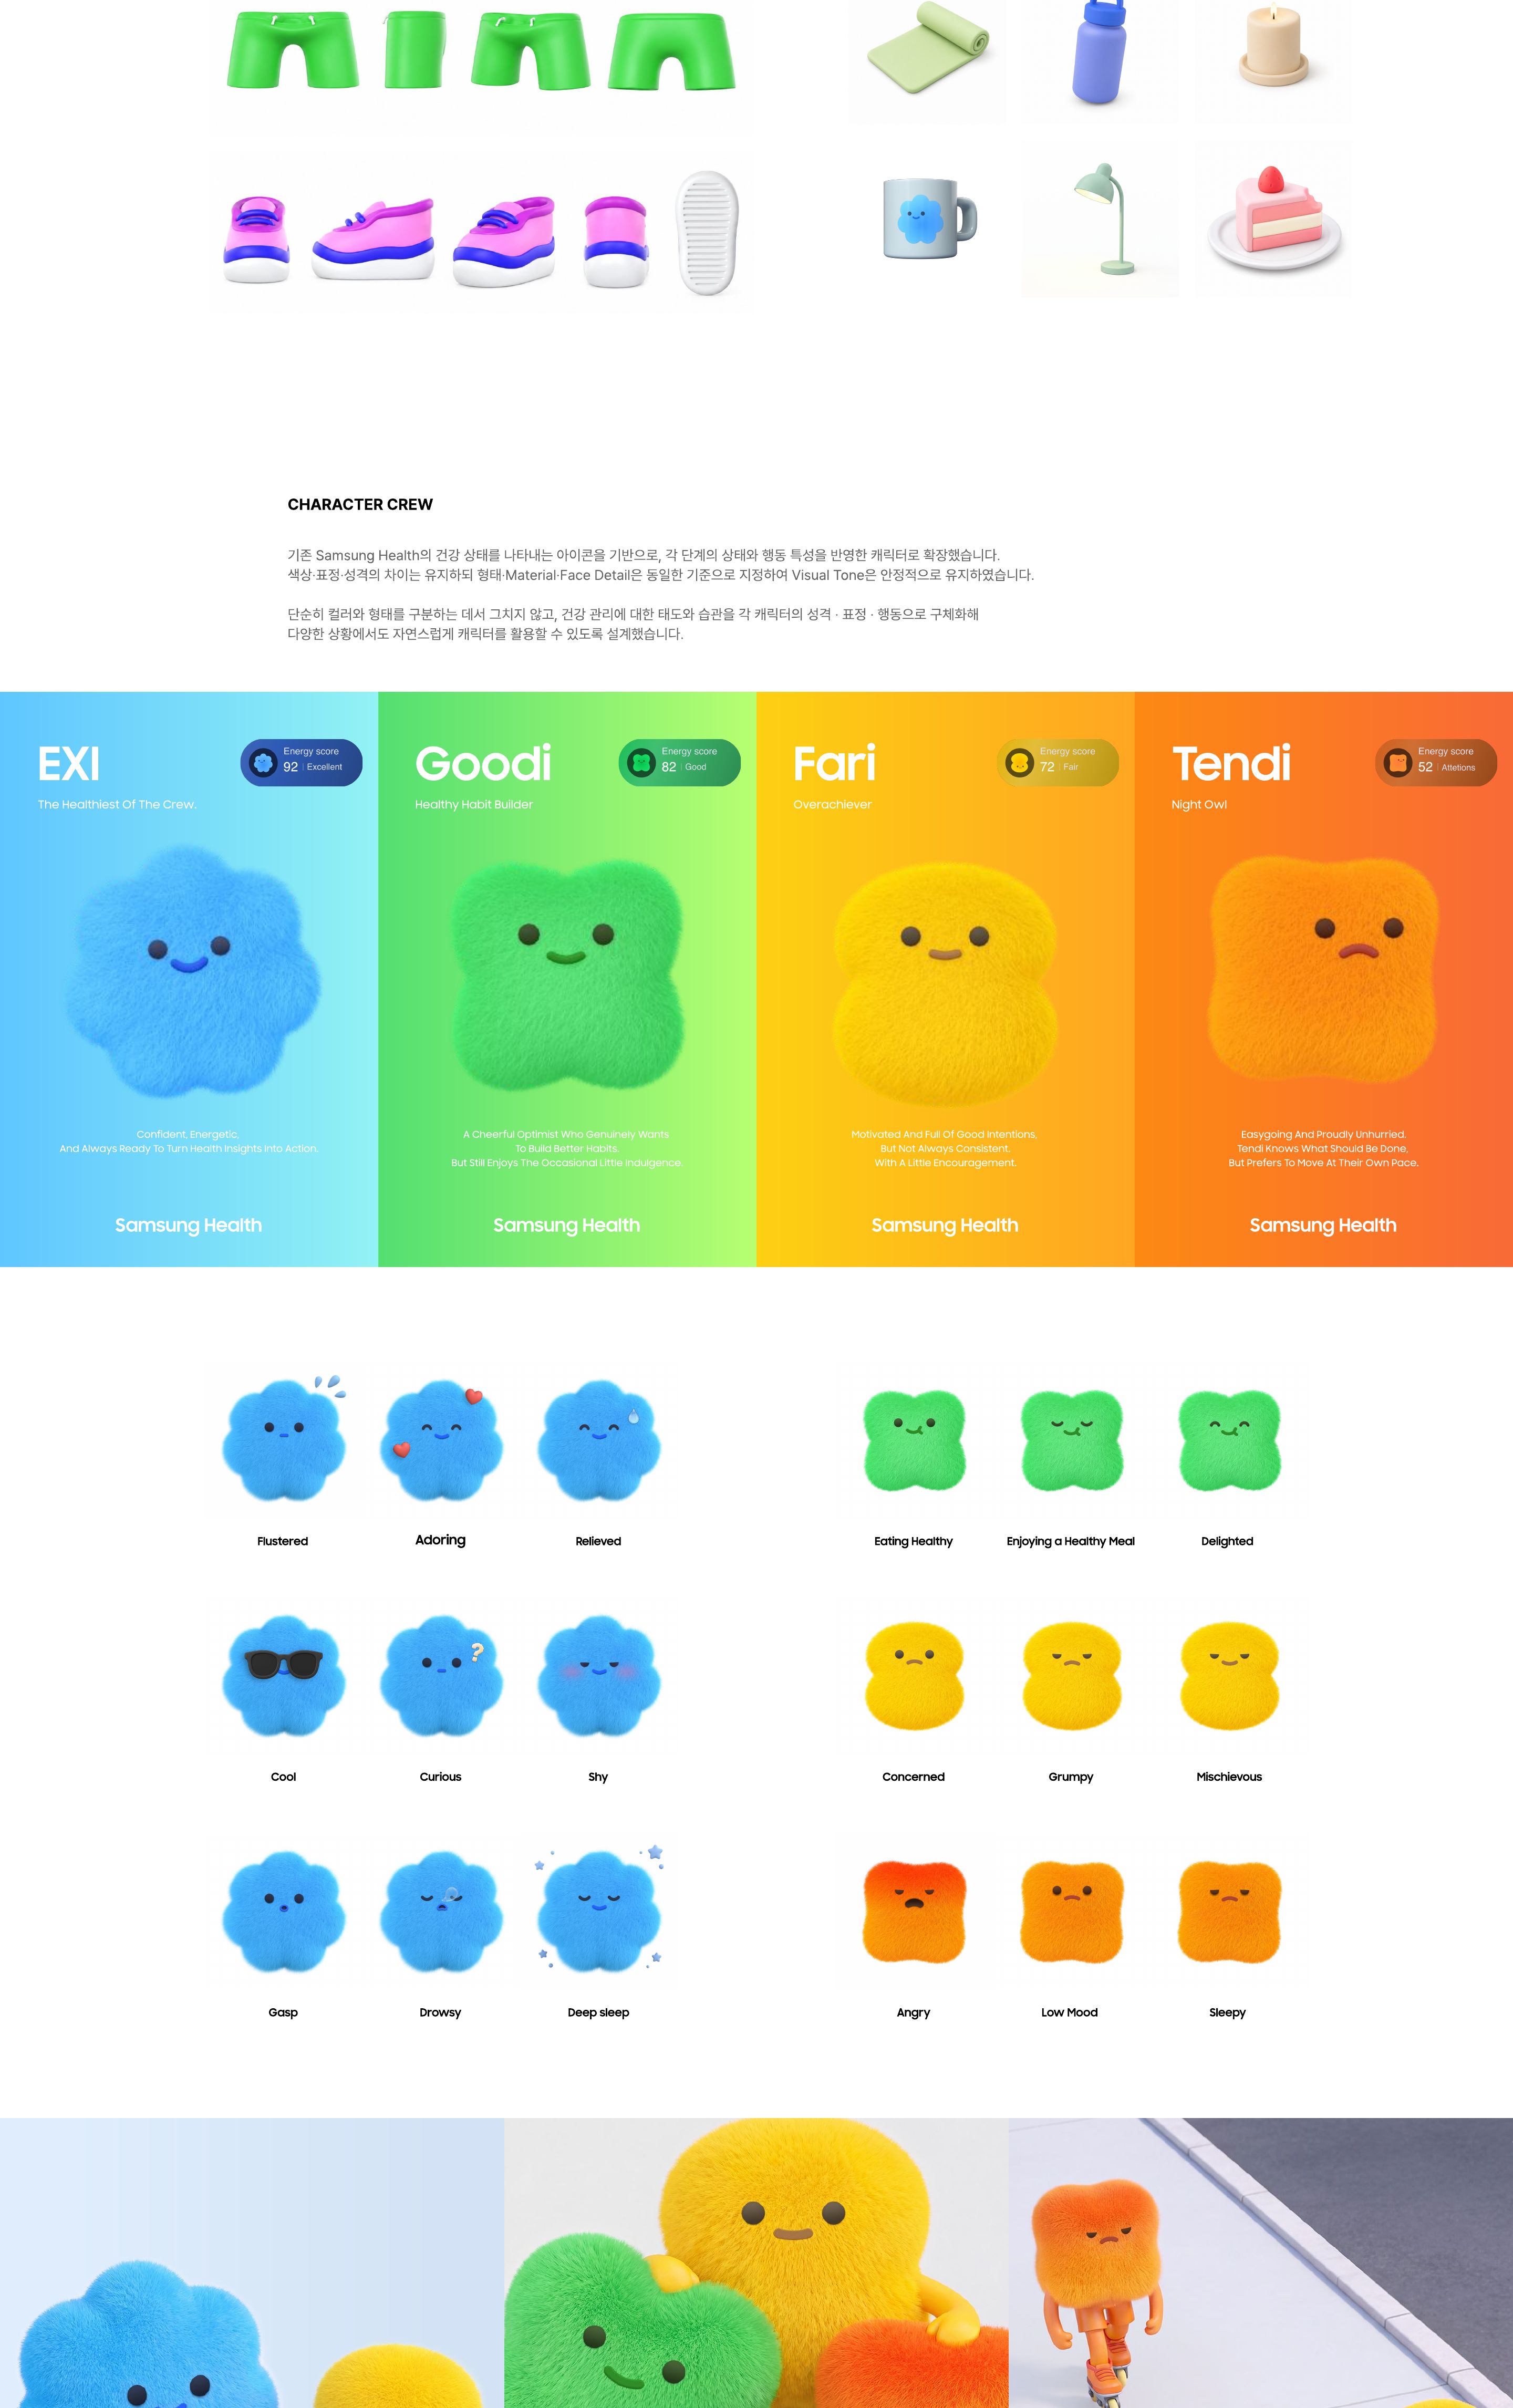 CHARACTER CREW
기존 Samsung Health의 건강 상태를 나타내는 아이콘을 기반으로, 각 단계의 상태와 행동 특성을 반영한 캐릭터로 확장했습니다.
색상·표정·성격의 차이는 유지하되 형태·Material·Face Detail은 동일한 기준으로 지정하여 Visual Tone은 안정적으로 유지하였습니다.
단순히 컬러와 형태를 구분하는 데서 그치지 않고, 건강 관리에 대한 태도와 습관을 각 캐릭터의 성격 · 표정 · 행동으로 구체화해
다양한 상황에서도 자연스럽게 캐릭터를 활용할 수 있도록 설계했습니다.
EXI
Energy score
92 | Excellent
The Healthiest Of The Crew.
Confident, Energetic,
And Always Ready To Turn Health Insights Into Action.
Samsung Health
Goodi
Energy score
82 | Good
Healthy Habit Builder
A Cheerful Optimist Who Genuinely Wants
To Build Better Habits.
But Still Enjoys The Occasional Little Indulgence.
Samsung Health
Fari
Energy score
72 | Fair
Overachiever
Motivated And Full Of Good Intentions,
But Not Always Consistent.
With A Little Encouragement.
Samsung Health
Tendi
Energy score
52 | Attetions
Night Owl
Easygoing And Proudly Unhurried.
Tendi Knows What Should Be Done,
But Prefers To Move At Their Own Pace.
Samsung Health
Flustered
Adoring
Relieved
Eating Healthy
Enjoying a Healthy Meal
Delighted
?
Cool
Curious
Shy
Concerned
Grumpy
Mischievous
Gasp
Drowsy
Deep sleep
Angry
Low Mood
Sleepy